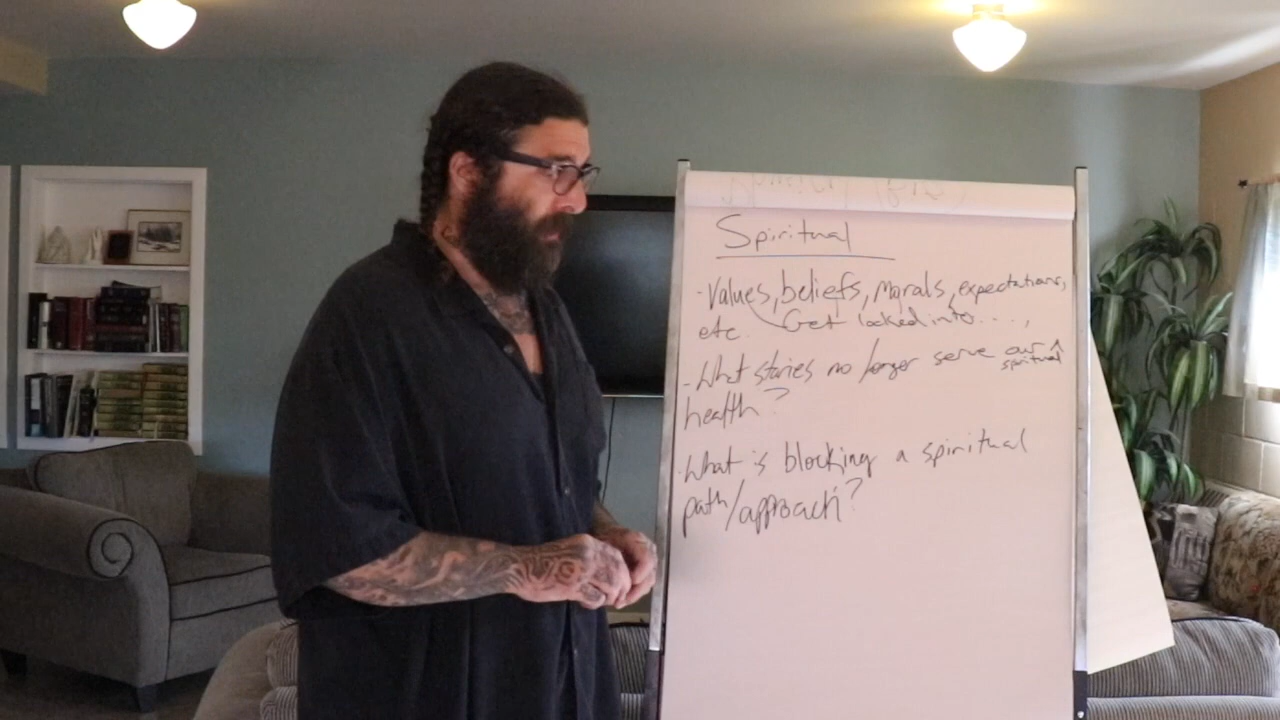 Spiritual
- Values, beliefs, morals, expectations,
etc. Get locked into....,
- What stories no longer serve our ^
spiritual
health?
- What is blocking a spiritual
path/approach?